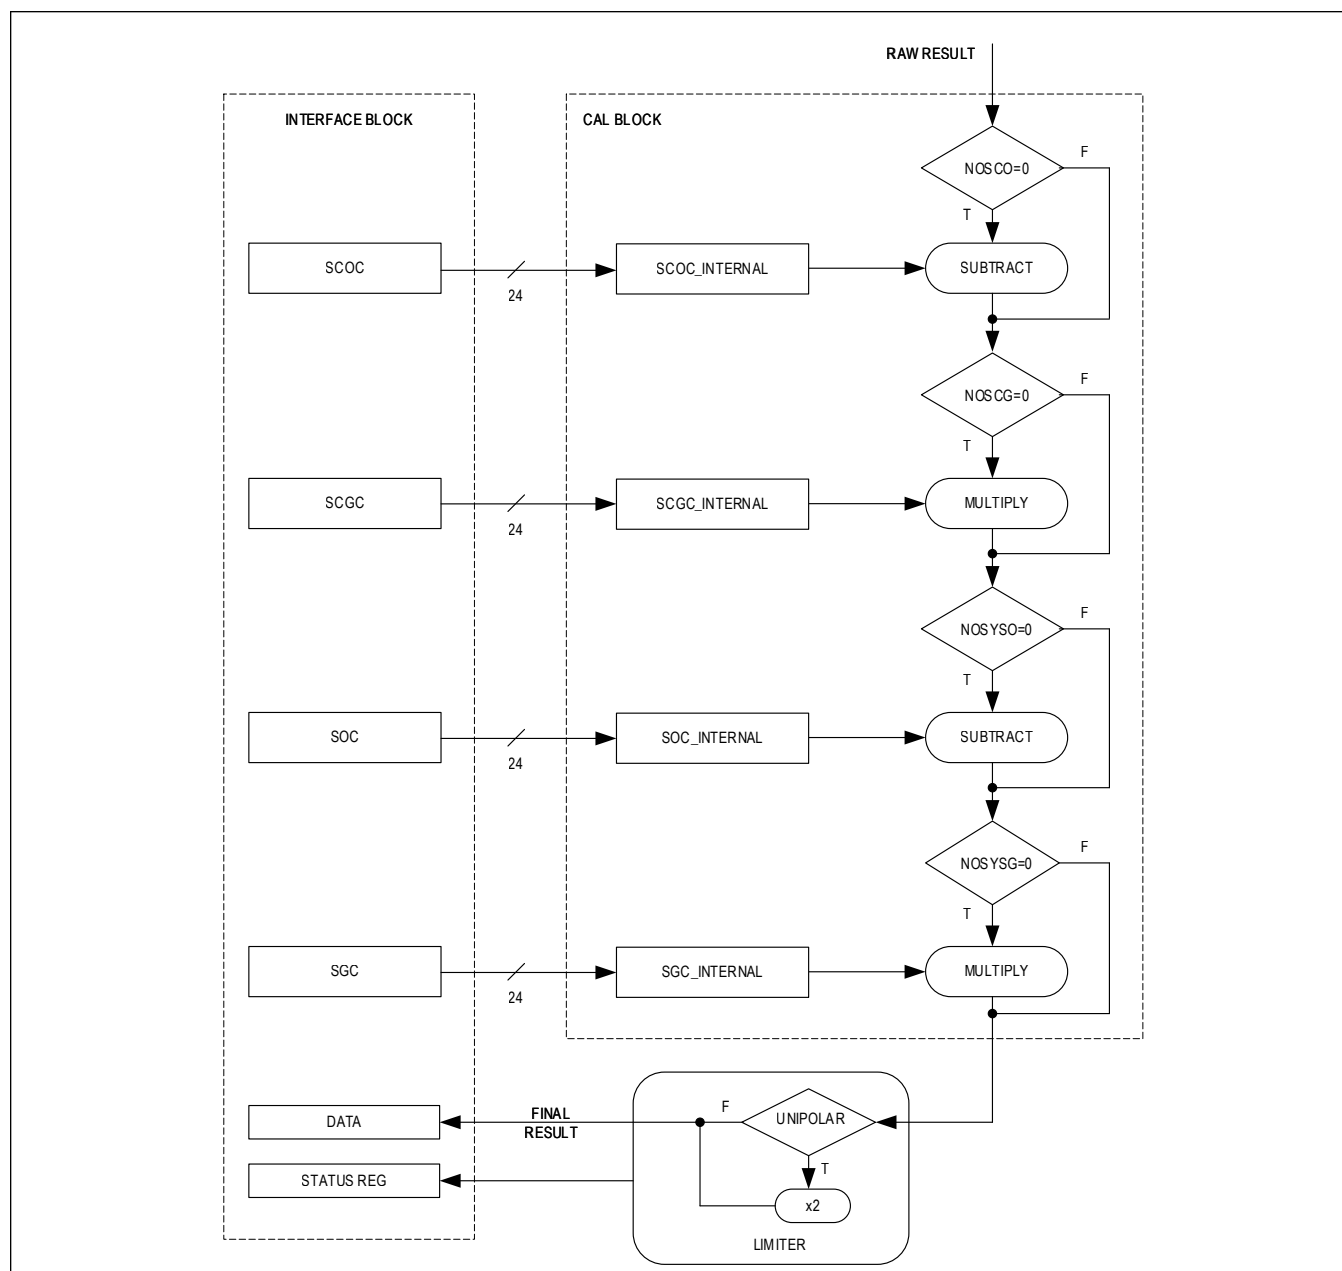 RAW RESULT
INTERFACE BLOCK
CAL BLOCK
NOSCO=0
F
T
SCOC
24
SCOC_INTERNAL
SUBTRACT
NOSCG=0
F
T
SCGC
24
SCGC_INTERNAL
MULTIPLY
NOSYSO=0
F
T
SOC
24
SOC_INTERNAL
SUBTRACT
NOSYSG=0
F
T
SGC
24
SGC_INTERNAL
MULTIPLY
DATA
FINAL
RESULT
F
UNIPOLAR
T
STATUS REG
x2
LIMITER